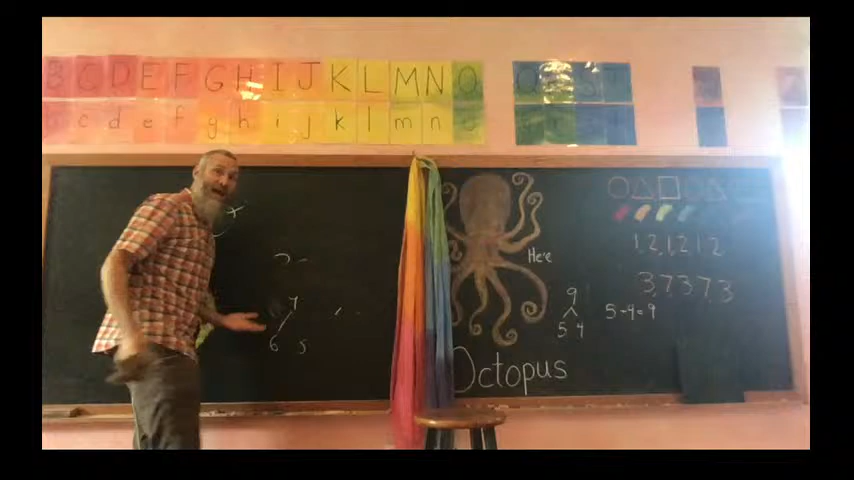 B C D E F G H I J K L M N O Q R S T
c d e f g h i j k l m n o
7
6 5
Here
Octopus
9
5 4
5+4=9
1,2,1,2,1,2
3,7,3,7,3